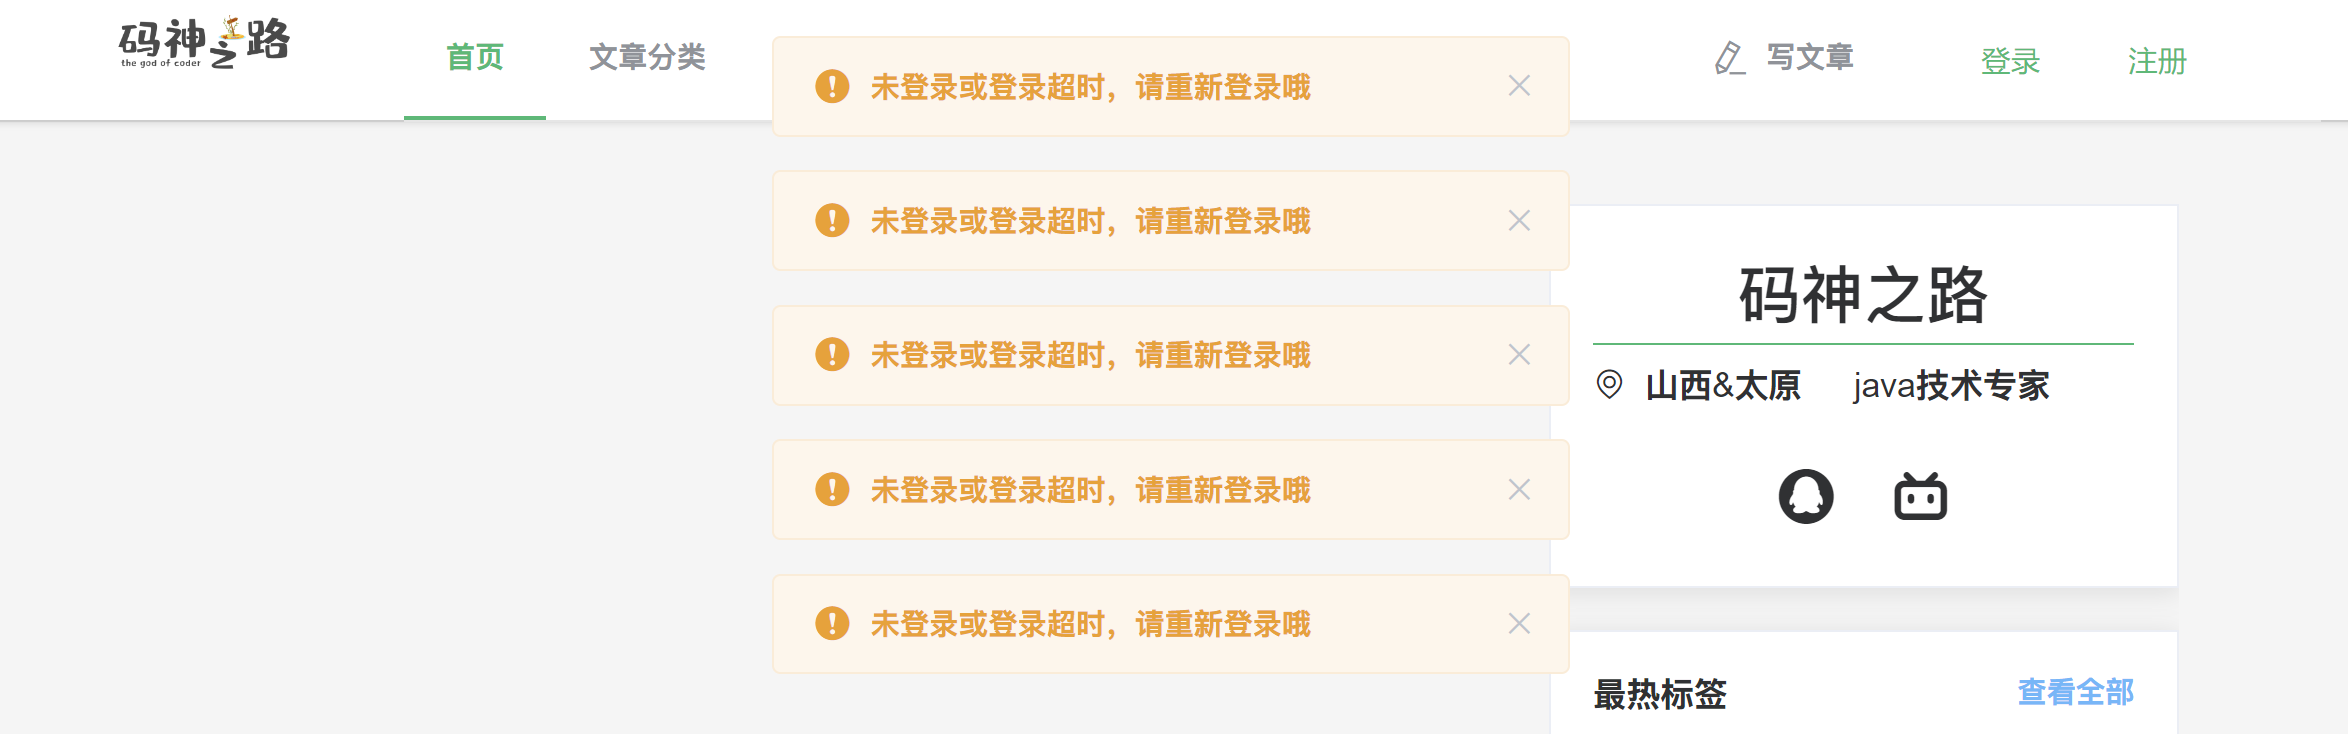 码神之路
the god of coder
首页
文章分类
写文章
登录
注册
未登录或登录超时，请重新登录哦
未登录或登录超时，请重新登录哦
未登录或登录超时，请重新登录哦
未登录或登录超时，请重新登录哦
未登录或登录超时，请重新登录哦
码神之路
山西&太原 java技术专家
最热标签
查看全部